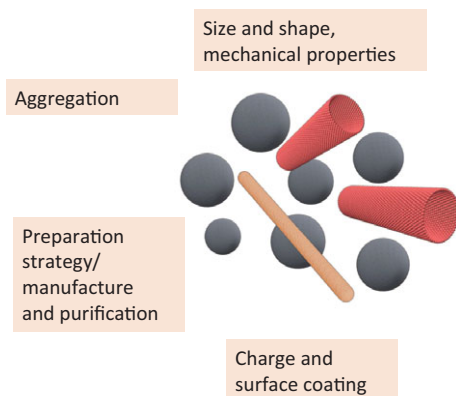 Size and shape,
mechanical properties
Aggregation
Preparation
strategy/
manufacture
and purification
Charge and
surface coating